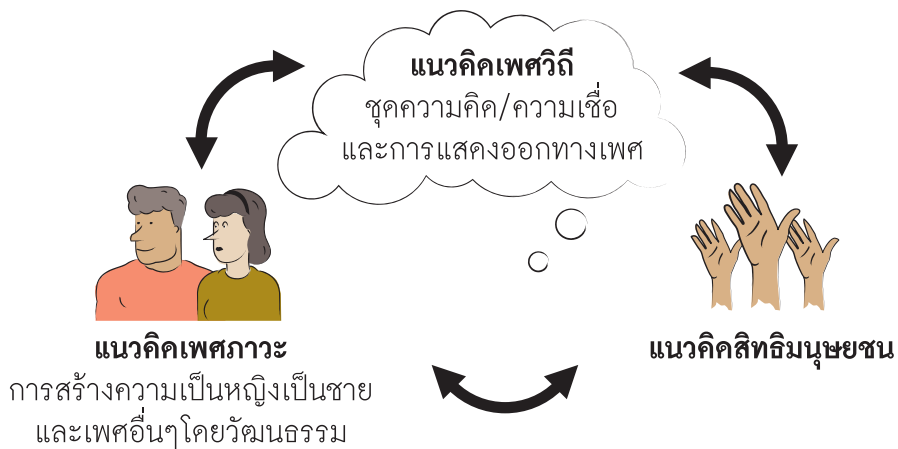 แนวคิดเพศวิถี
ชุดความคิด/ความเชื่อ
และการแสดงออกทางเพศ
แนวคิดเพศภาวะ
การสร้างความเป็นหญิงเป็นชาย
และเพศอื่นๆโดยวัฒนธรรม
แนวคิดสิทธิมนุษยชน